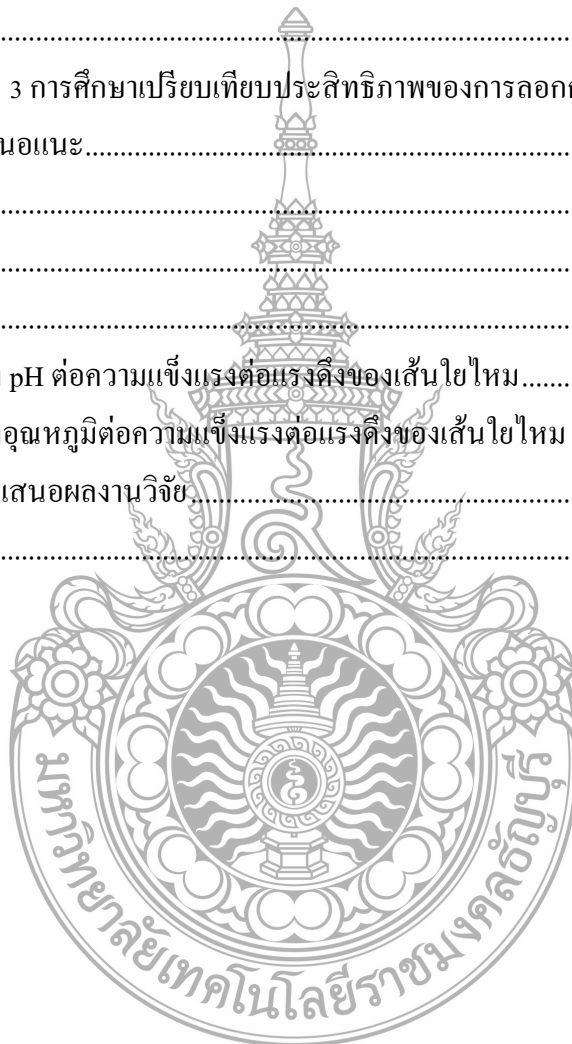 ........................................................................
3 การศึกษาเปรียบเทียบประสิทธิภาพของการลอกก
นอแนะ........................................................................
........................................................................
........................................................................
........................................................................
pH ต่อความแข็งแรงต่อแรงดึงของเส้นใยไหม.......
อุณหภูมิต่อความแข็งแรงต่อแรงดึงของเส้นใยไหม
เสนอผลงานวิจัย........................................................
........................................................................
มหาวิทยาลัยเทคโนโลยีราชมงคลธัญบุรี